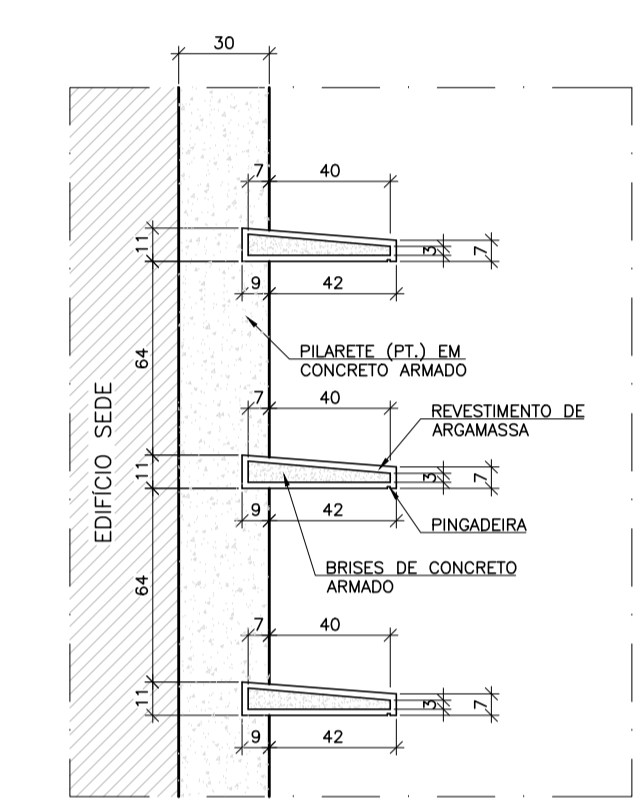 30
7 40
11
3 7
9 42
PILARETE (PT.) EM
CONCRETO ARMADO
64
7 40
REVESTIMENTO DE
ARGAMASSA
11
3 7
9 42
PINGADEIRA
EDIFÍCIO SEDE
BRISES DE CONCRETO
ARMADO
64
7 40
11
3 7
9 42